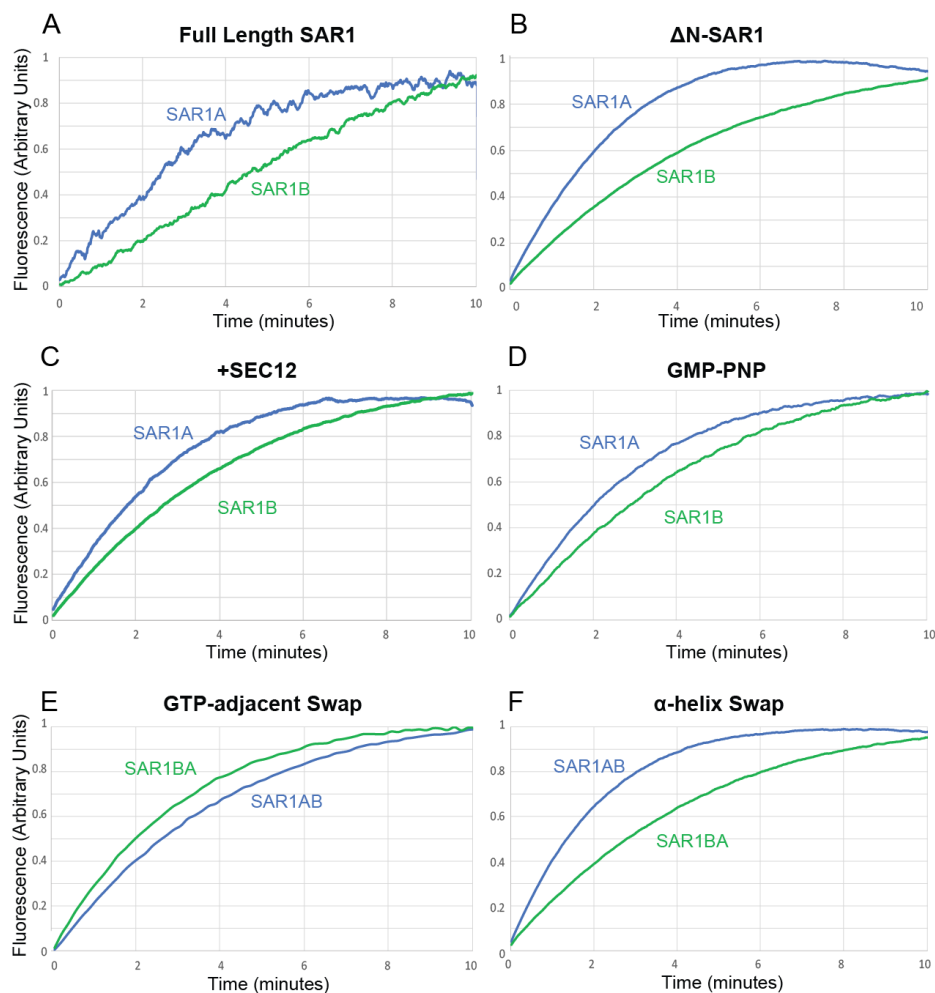 A
Full Length SAR1
Fluorescence (Arbitrary Units)
1
0.8
0.6
0.4
0.2
0
SAR1A
SAR1B
0 2 4 6 8 10
Time (minutes)
B
ΔN-SAR1
1
0.8
0.6
0.4
0.2
0
SAR1A
SAR1B
0 2 4 6 8 10
Time (minutes)
C
+SEC12
Fluorescence (Arbitrary Units)
1
0.8
0.6
0.4
0.2
0
SAR1A
SAR1B
0 2 4 6 8 10
Time (minutes)
D
GMP-PNP
1
0.8
0.6
0.4
0.2
0
SAR1A
SAR1B
0 2 4 6 8 10
Time (minutes)
E
GTP-adjacent Swap
Fluorescence (Arbitrary Units)
1
0.8
0.6
0.4
0.2
0
SAR1BA
SAR1AB
0 2 4 6 8 10
Time (minutes)
F
α-helix Swap
1
0.8
0.6
0.4
0.2
0
SAR1AB
SAR1BA
0 2 4 6 8 10
Time (minutes)